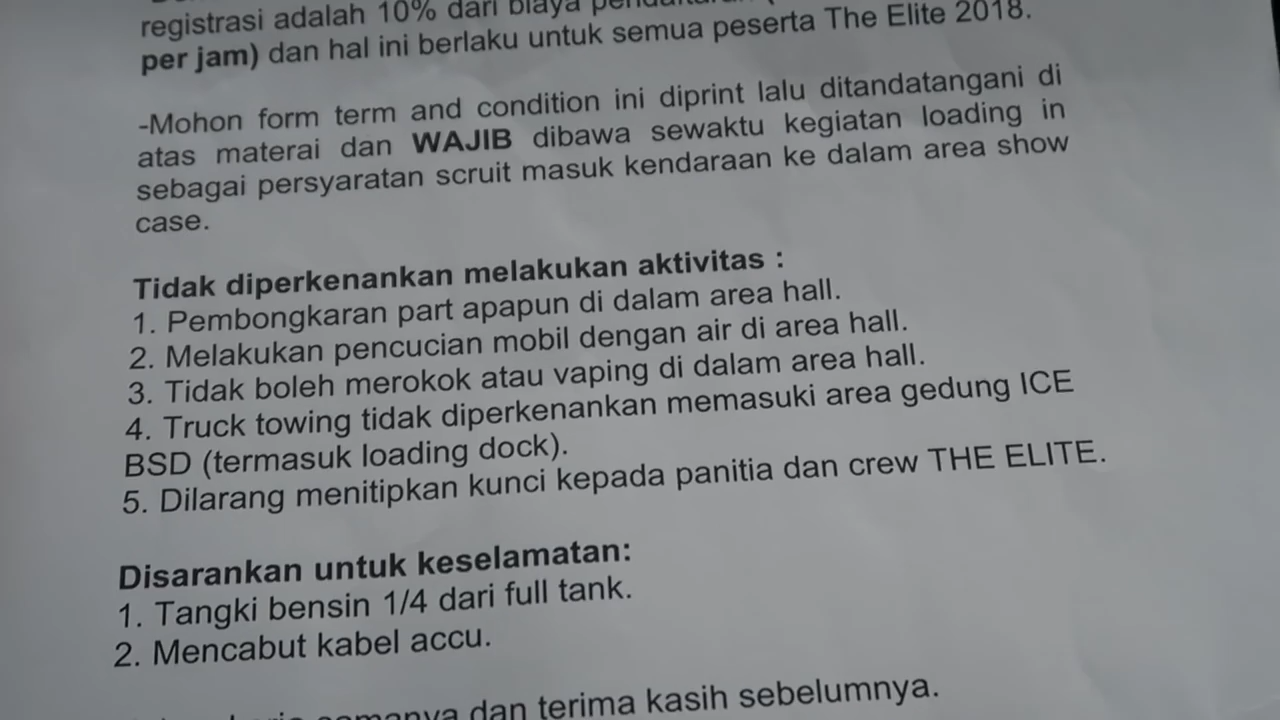 registrasi adalah 10% dari biaya
per jam) dan hal ini berlaku untuk semua peserta The Elite 2018.
-Mohon form term and condition ini diprint lalu ditandatangani di
atas materai dan WAJIB dibawa sewaktu kegiatan loading in
sebagai persyaratan scruit masuk kendaraan ke dalam area show
case.
Tidak diperkenankan melakukan aktivitas :
1. Pembongkaran part apapun di dalam area hall.
2. Melakukan pencucian mobil dengan air di area hall.
3. Tidak boleh merokok atau vaping di dalam area hall.
4. Truck towing tidak diperkenankan memasuki area gedung ICE
BSD (termasuk loading dock).
5. Dilarang menitipkan kunci kepada panitia dan crew THE ELITE.
Disarankan untuk keselamatan:
1. Tangki bensin 1/4 dari full tank.
2. Mencabut kabel accu.
dan terima kasih sebelumnya.